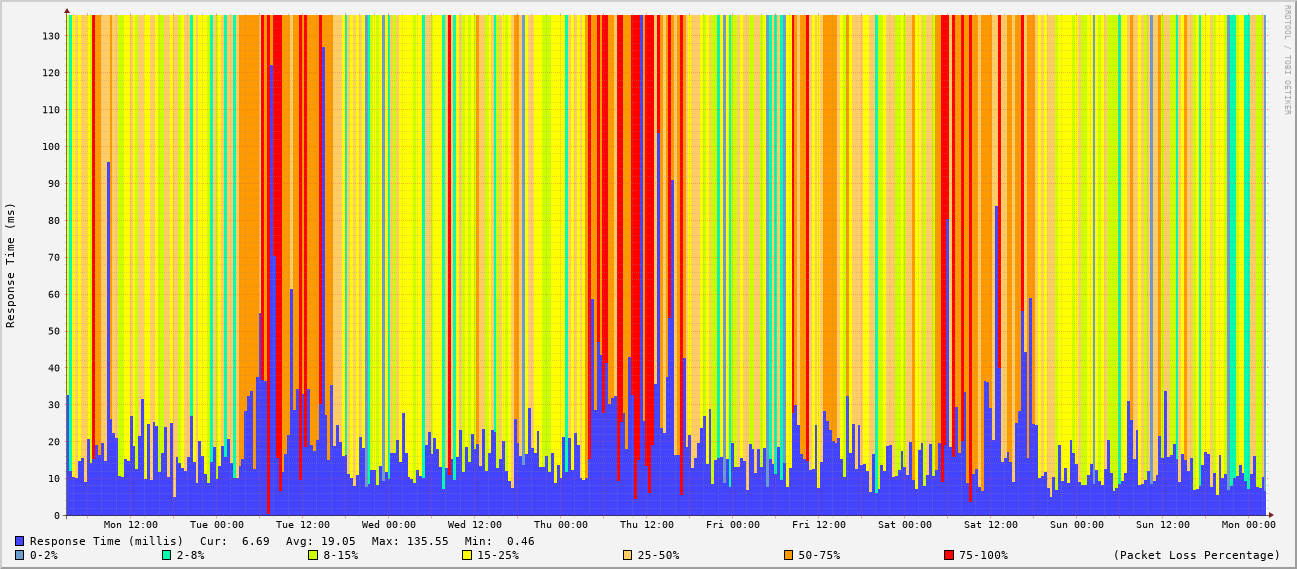 RRDTOOL / TOBI OETIKER
Response Time (ms)
130
120
110
100
90
80
70
60
50
40
30
20
10
0
Mon 12:00 Tue 00:00 Tue 12:00 Wed 00:00 Wed 12:00 Thu 00:00 Thu 12:00 Fri 00:00 Fri 12:00 Sat 00:00 Sat 12:00 Sun 00:00 Sun 12:00 Mon 00:00
Response Time (millis) Cur: 6.69 Avg: 19.05 Max: 135.55 Min: 0.46
0-2% 2-8% 8-15% 15-25% 25-50% 50-75% 75-100% (Packet Loss Percentage)